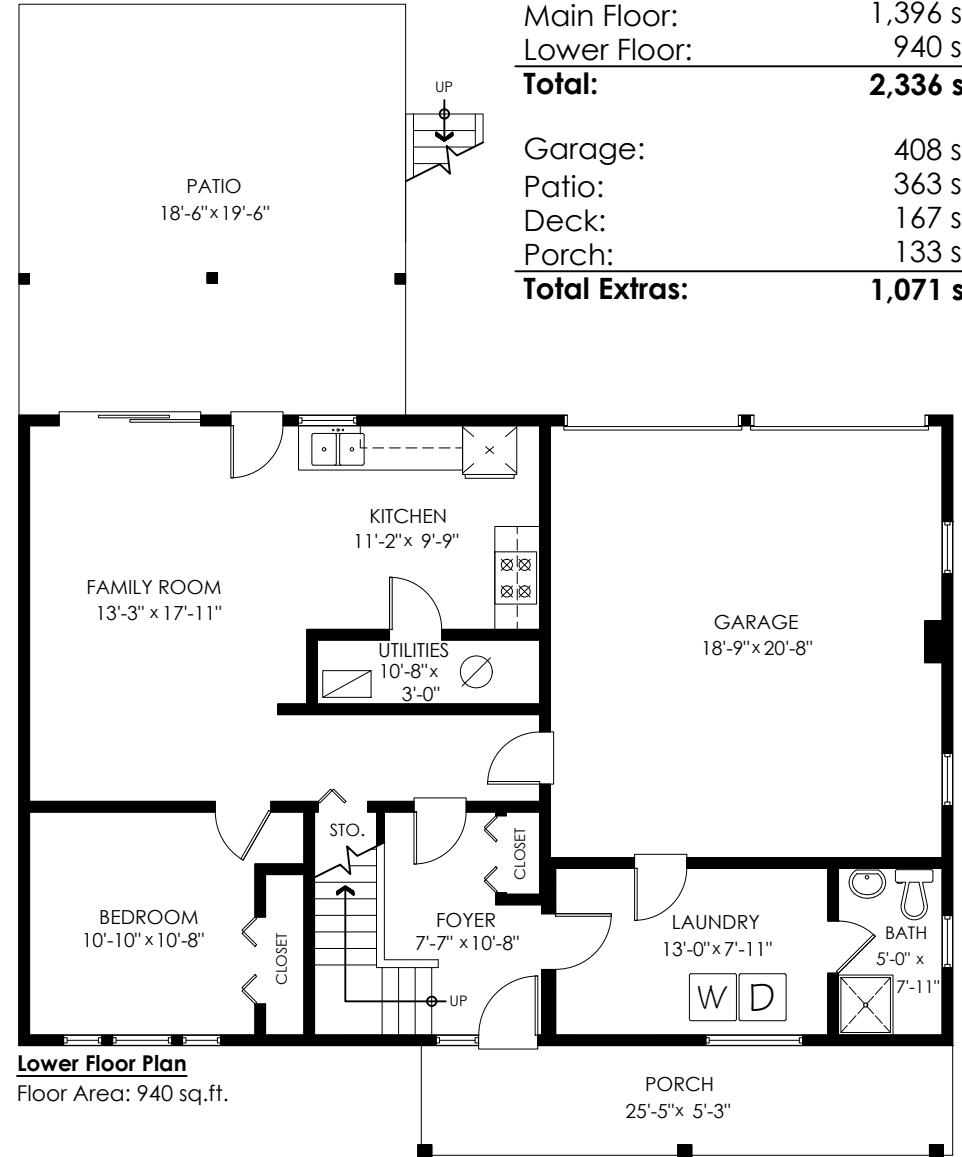 Main Floor: 1,396 s
Lower Floor: 940 s
Total: 2,336 s
Garage: 408 s
Patio: 363 s
Deck: 167 s
Porch: 133 s
Total Extras: 1,071 s
UP
PATIO
18'-6" x 19'-6"
KITCHEN
11'-2" x 9'-9"
FAMILY ROOM
13'-3" x 17'-11"
GARAGE
18'-9" x 20'-8"
UTILITIES
10'-8" x
3'-0"
STO.
CLOSET
BEDROOM
10'-10" x 10'-8"
CLOSET
FOYER
7'-7" x 10'-8"
UP
LAUNDRY
13'-0" x 7'-11"
W D
BATH
5'-0" x
7'-11"
Lower Floor Plan
Floor Area: 940 sq.ft.
PORCH
25'-5" x 5'-3"